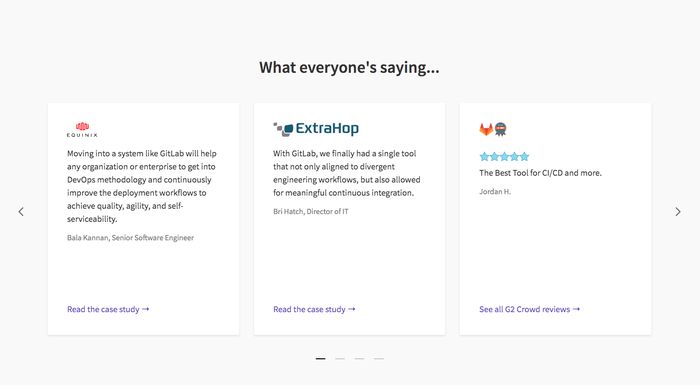 What everyone's saying...
EQUINIX
Moving into a system like GitLab will help
any organization or enterprise to get into
DevOps methodology and continuously
improve the deployment workflows to
achieve quality, agility, and self-
serviceability.
Bala Kannan, Senior Software Engineer
Read the case study →
ExtraHop
With GitLab, we finally had a single tool
that not only aligned to divergent
engineering workflows, but also allowed
for meaningful continuous integration.
Bri Hatch, Director of IT
Read the case study →
The Best Tool for CI/CD and more.
Jordan H.
See all G2 Crowd reviews →